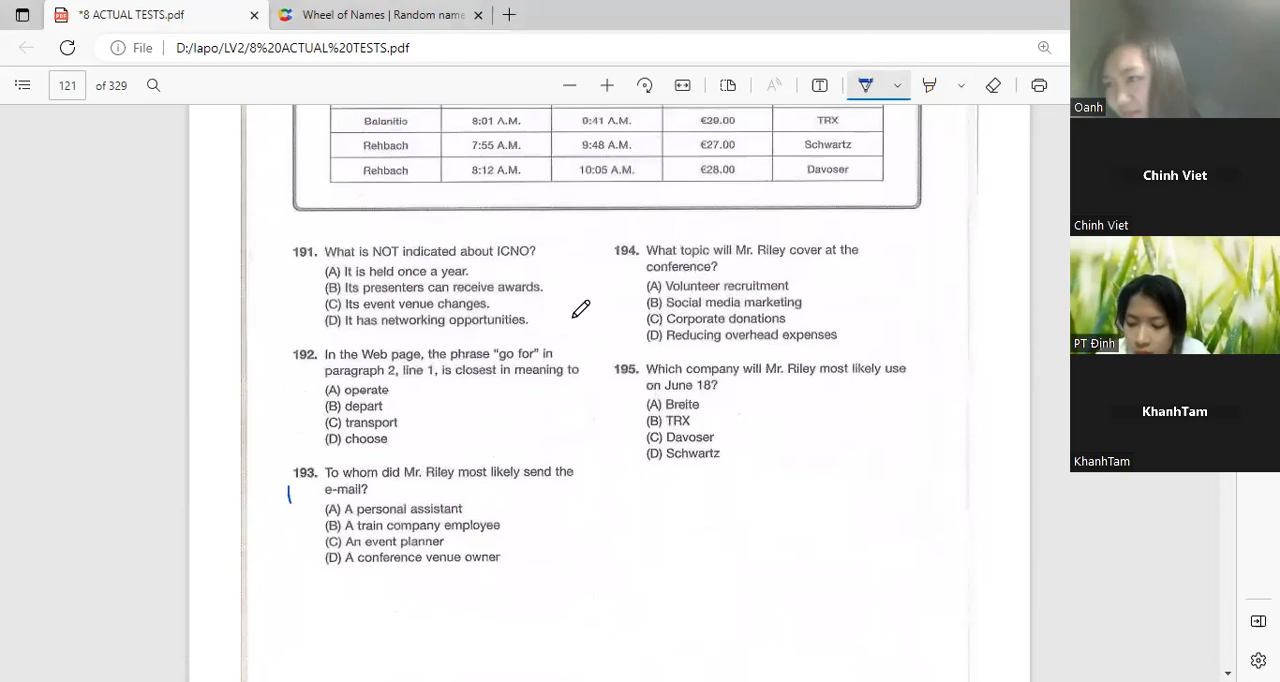 *8 ACTUAL TESTS.pdf
Wheel of Names | Random name
File
D:/lapo/LV2/8%20ACTUAL%20TESTS.pdf
121
of 329
Balanitio 8:01 A.M. 9:41 A.M. €29.00 TRX
Rehbach 7:55 A.M. 9:48 A.M. €27.00 Schwartz
Rehbach 8:12 A.M. 10:05 A.M. €28.00 Davoser
191. What is NOT indicated about ICNO?
(A) It is held once a year.
(B) Its presenters can receive awards.
(C) Its event venue changes.
(D) It has networking opportunities.
192. In the Web page, the phrase "go for" in
paragraph 2, line 1, is closest in meaning to
(A) operate
(B) depart
(C) transport
(D) choose
193. To whom did Mr. Riley most likely send the
e-mail?
(A) A personal assistant
(B) A train company employee
(C) An event planner
(D) A conference venue owner
194. What topic will Mr. Riley cover at the
conference?
(A) Volunteer recruitment
(B) Social media marketing
(C) Corporate donations
(D) Reducing overhead expenses
195. Which company will Mr. Riley most likely use
on June 18?
(A) Breite
(B) TRX
(C) Davoser
(D) Schwartz
Oanh
Chinh Viet
Chinh Viet
PT Định
KhanhTam
KhanhTam